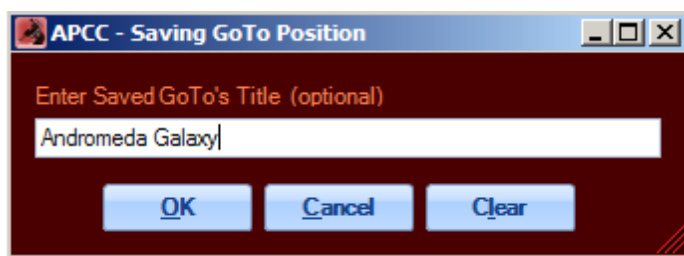 APCC - Saving GoTo Position
Enter Saved GoTo's Title (optional)
Andromeda Galaxy
OK Cancel Clear